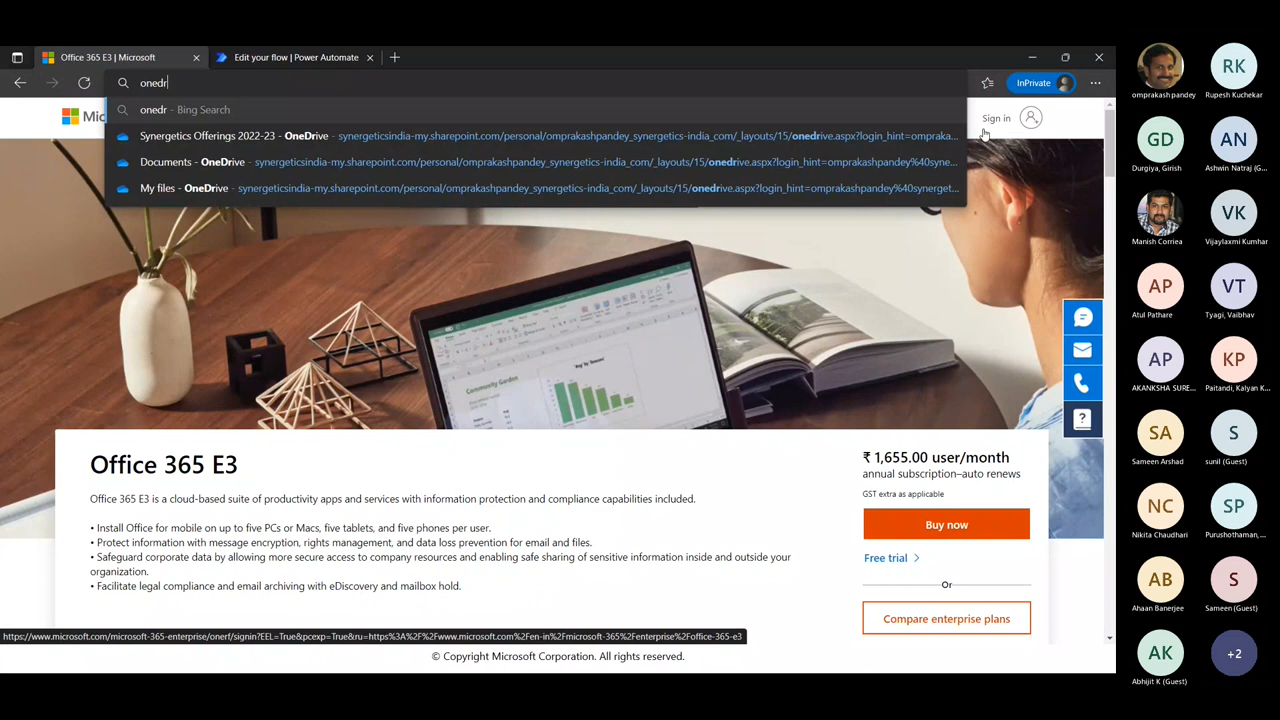 Office 365 E3 | Microsoft
Edit your flow | Power Automate
onedr
InPrivate
onedr - Bing Search
Synergetics Offerings 2022-23 - OneDrive - synergeticsindia-my.sharepoint.com/personal/omprakashpandey_synergetics-india_com/_layouts/15/onedrive.aspx?login_hint=ompraka...
Documents - OneDrive - synergeticsindia-my.sharepoint.com/personal/omprakashpandey_synergetics-india_com/_layouts/15/onedrive.aspx?login_hint=omprakashpandey%40syne...
My files - OneDrive - synergeticsindia-my.sharepoint.com/personal/omprakashpandey_synergetics-india_com/_layouts/15/onedrive.aspx?login_hint=omprakashpandey%40synerget...
Mic
Sign in
Community Garden
Office 365 E3
Office 365 E3 is a cloud-based suite of productivity apps and services with information protection and compliance capabilities included.
• Install Office for mobile on up to five PCs or Macs, five tablets, and five phones per user.
• Protect information with message encryption, rights management, and data loss prevention for email and files.
• Safeguard corporate data by allowing more secure access to company resources and enabling safe sharing of sensitive information inside and outside your
organization.
• Facilitate legal compliance and email archiving with eDiscovery and mailbox hold.
₹ 1,655.00 user/month
annual subscription–auto renews
GST extra as applicable
Buy now
Free trial
Or
Compare enterprise plans
https://www.microsoft.com/microsoft-365-enterprise/onerf/signin?EEL=True&pcexp=True&ru=https%3A%2F%2Fwww.microsoft.com%2Fen-in%2Fmicrosoft-365%2Fenterprise%2Foffice-365-e3
© Copyright Microsoft Corporation. All rights reserved.
omprakash pandey
RK
Rupesh Kuchekar
GD
Durgiya, Girish
AN
Ashwin Natraj (G...
Manish Corriea
VK
Vijaylaxmi Kumhar
AP
Atul Pathare
VT
Tyagi, Vaibhav
AP
AKANKSHA SURE...
KP
Paitandi, Kalyan K...
SA
Sameen Arshad
S
sunil (Guest)
NC
Nikita Chaudhari
SP
Purushothaman, ...
AB
Ahaan Banerjee
S
Sameen (Guest)
AK
Abhijit K (Guest)
+2